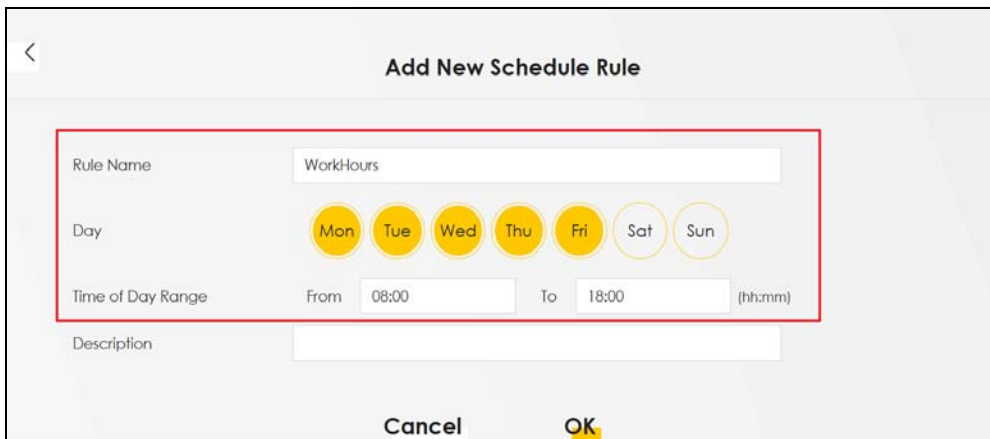 Add New Schedule Rule
Rule Name WorkHours
Day Mon Tue Wed Thu Fri Sat Sun
Time of Day Range From 08:00 To 18:00 (hh:mm)
Description
Cancel OK